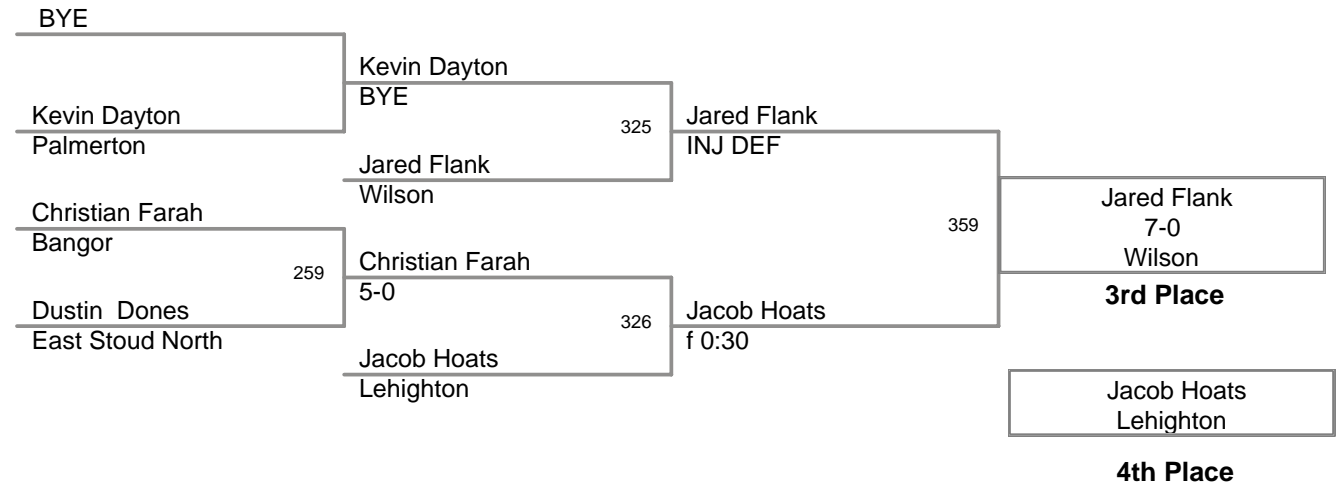 BYE
Kevin Dayton
Palmerton
Christian Farah
Bangor
259
Dustin  Dones
East Stoud North
Kevin Dayton
BYE
325
Jared Flank
Wilson
Christian Farah
5-0
326
Jacob Hoats
Lehighton
Jared Flank
INJ DEF
359
Jacob Hoats
f 0:30
Jared Flank
7-0
Wilson
3rd Place
Jacob Hoats
Lehighton
4th Place